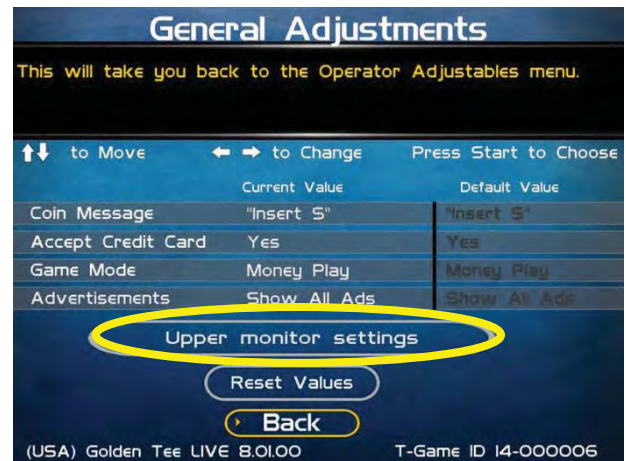 General Adjustments
This will take you back to the Operator Adjustables menu.
↑↓ to Move ← → to Change Press Start to Choose
Current Value Default Value
Coin Message "Insert $" "Insert $"
Accept Credit Card Yes Yes
Game Mode Money Play Money Play
Advertisements Show All Ads Show All Ads
Upper monitor settings
Reset Values
Back
(USA) Golden Tee LIVE 8.01.00 T-Game ID 14-000006